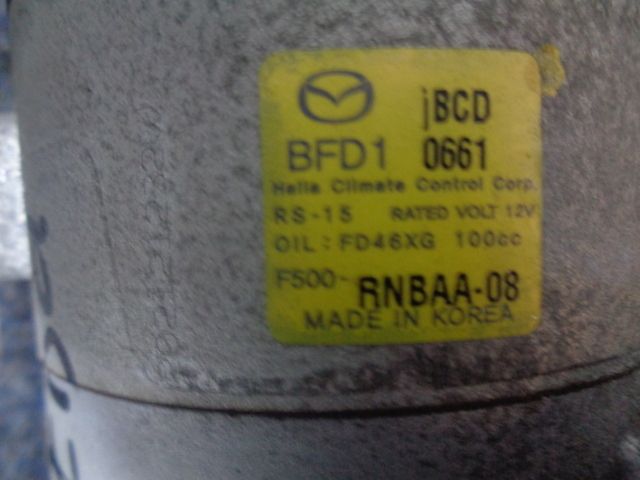 jBCD
BFD1 0661
Halla Climate Control Corp.
RS-15 RATED VOLT 12V
OIL : FD46XG 100cc
F500-RNBAA-08
MADE IN KOREA